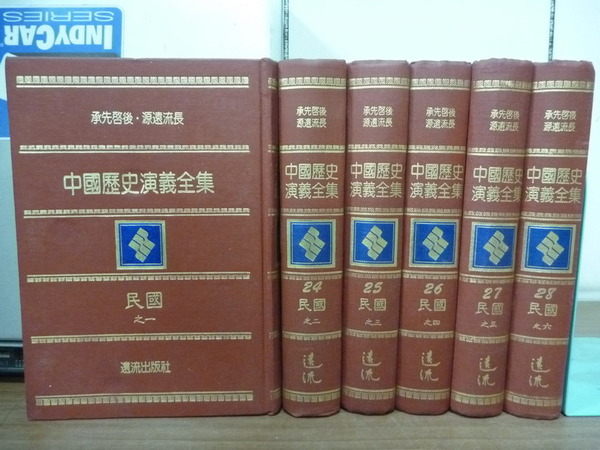 INDYCAR
SERIES
承先啓後・源遠流長
中國歷史演義全集
民國
之一
遠流出版社
承先啓後
源遠流長
中國歷史
演義全集
24
民國
之二
遠流
承先啓後
源遠流長
中國歷史
演義全集
25
民國
之三
遠流
承先啓後
源遠流長
中國歷史
演義全集
26
民國
之四
遠流
承先啓後
源遠流長
中國歷史
演義全集
27
民國
之五
遠流
承先啓後
源遠流長
中國歷史
演義全集
28
民國
之六
遠流